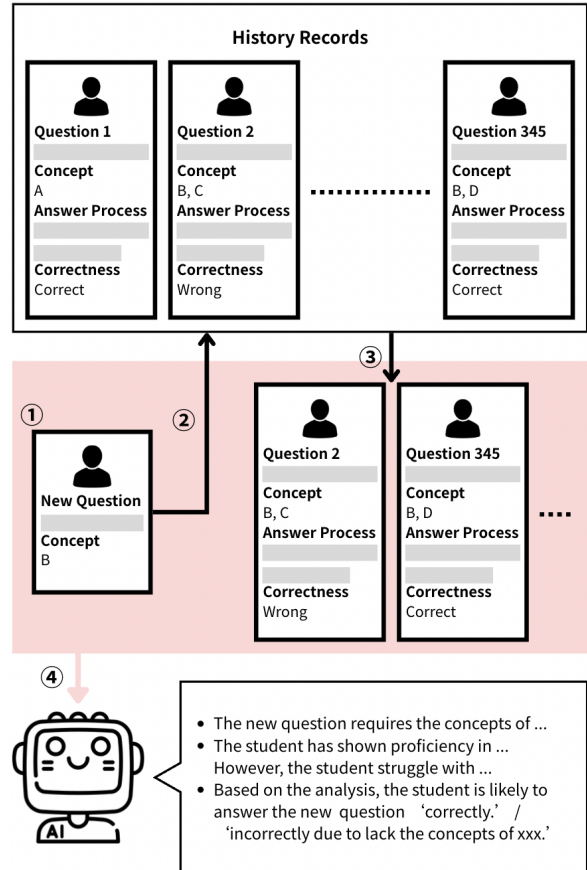 History Records
Question 1
Concept
A
Answer Process
Correctness
Correct
Question 2
Concept
B, C
Answer Process
Correctness
Wrong
Question 345
Concept
B, D
Answer Process
Correctness
Correct
①
②
③
New Question
Concept
B
Question 2
Concept
B, C
Answer Process
Correctness
Wrong
Question 345
Concept
B, D
Answer Process
Correctness
Correct
④
AI
• The new question requires the concepts of ...
• The student has shown proficiency in ...
However, the student struggle with ...
• Based on the analysis, the student is likely to
answer the new question ‘correctly.’ /
‘incorrectly due to lack the concepts of xxx.’